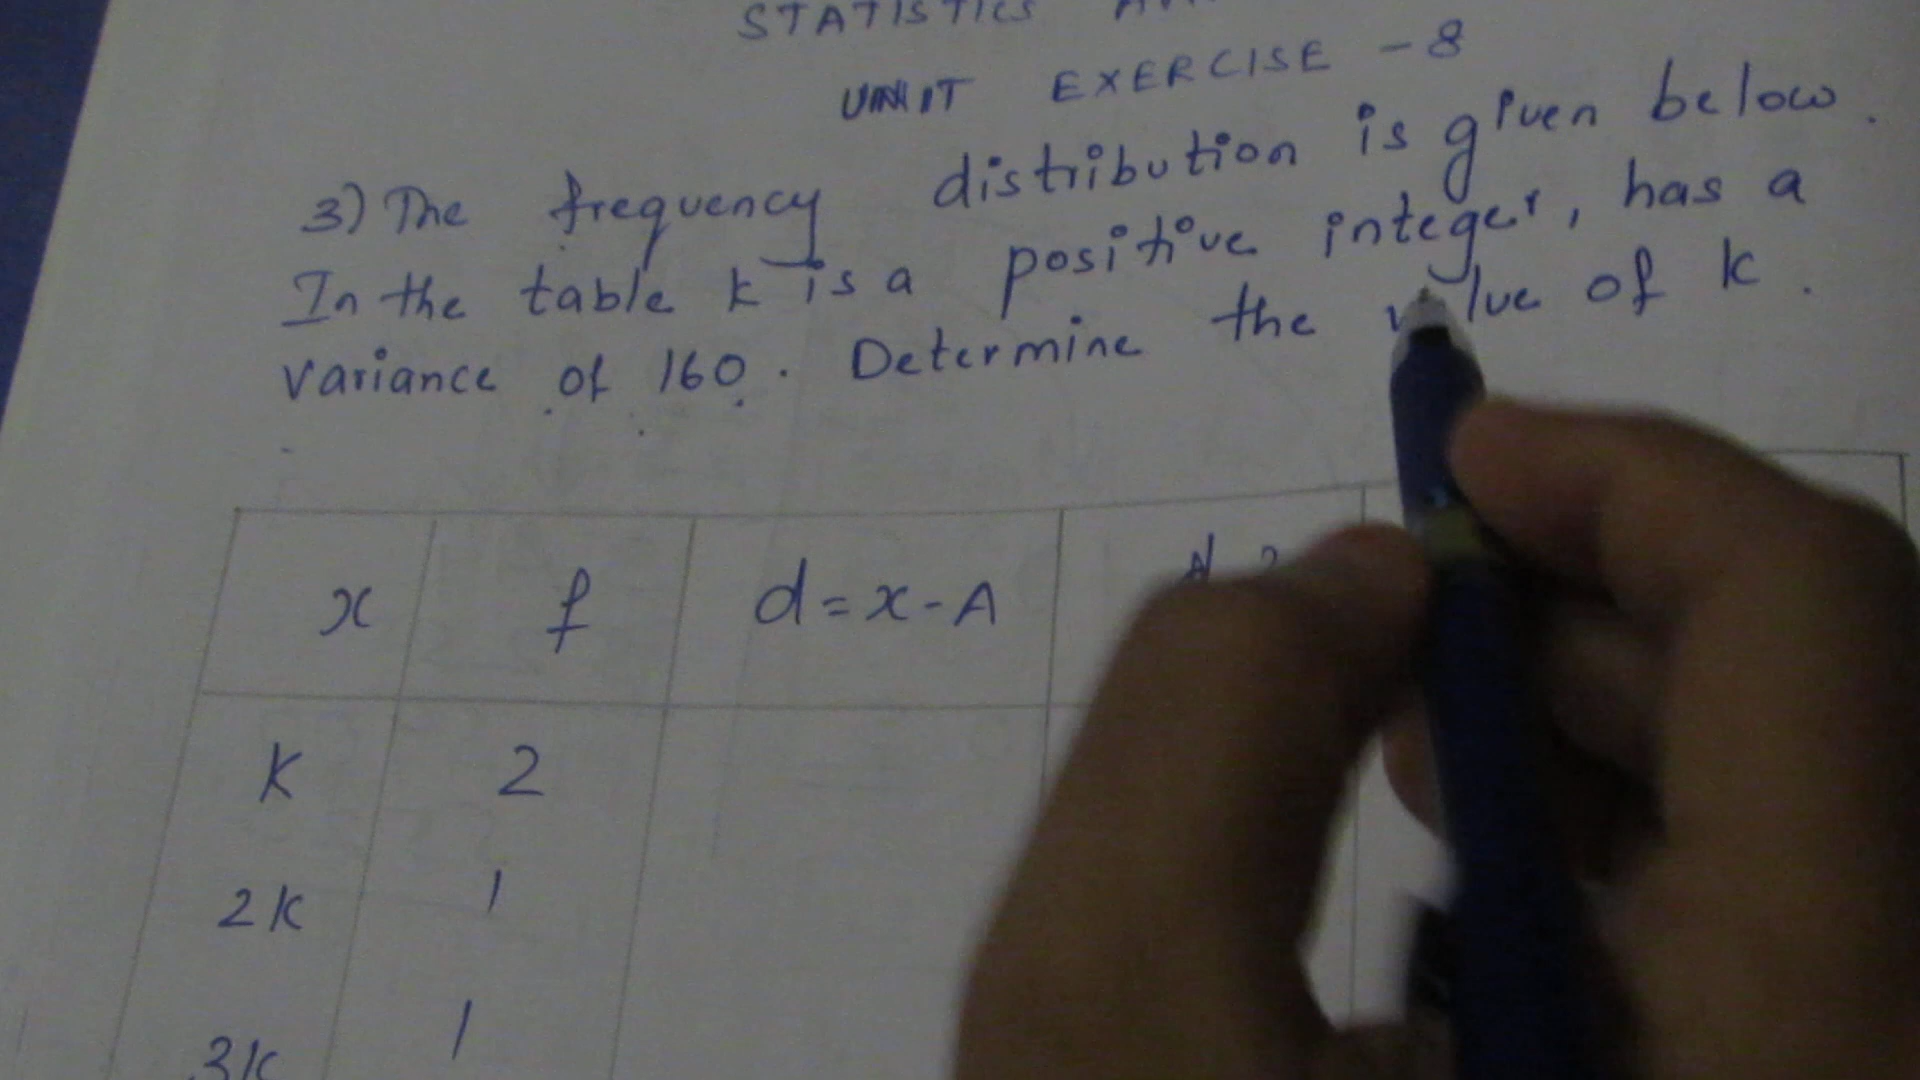 STATISTICS
UNIT EXERCISE - 8
3) The frequency distribution is given below.
In the table k is a positive integer, has a
variance of 160. Determine the value of k.
x f d = x - A
k 2
2k 1
3k 1